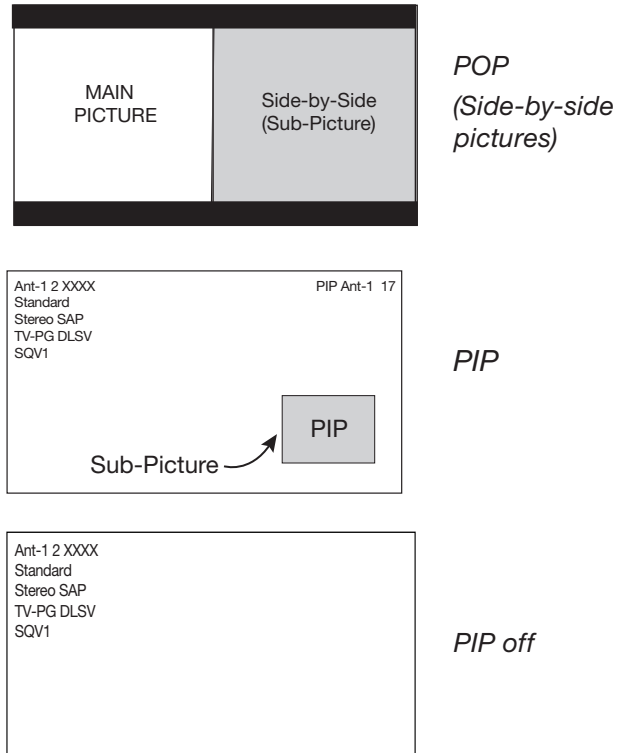 MAIN
PICTURE
Side-by-Side
(Sub-Picture)
POP
(Side-by-side
pictures)
Ant-1 2 XXXX
Standard
Stereo SAP
TV-PG DLSV
SQV1
PIP Ant-1 17
PIP
Sub-Picture
PIP
Ant-1 2 XXXX
Standard
Stereo SAP
TV-PG DLSV
SQV1
PIP off